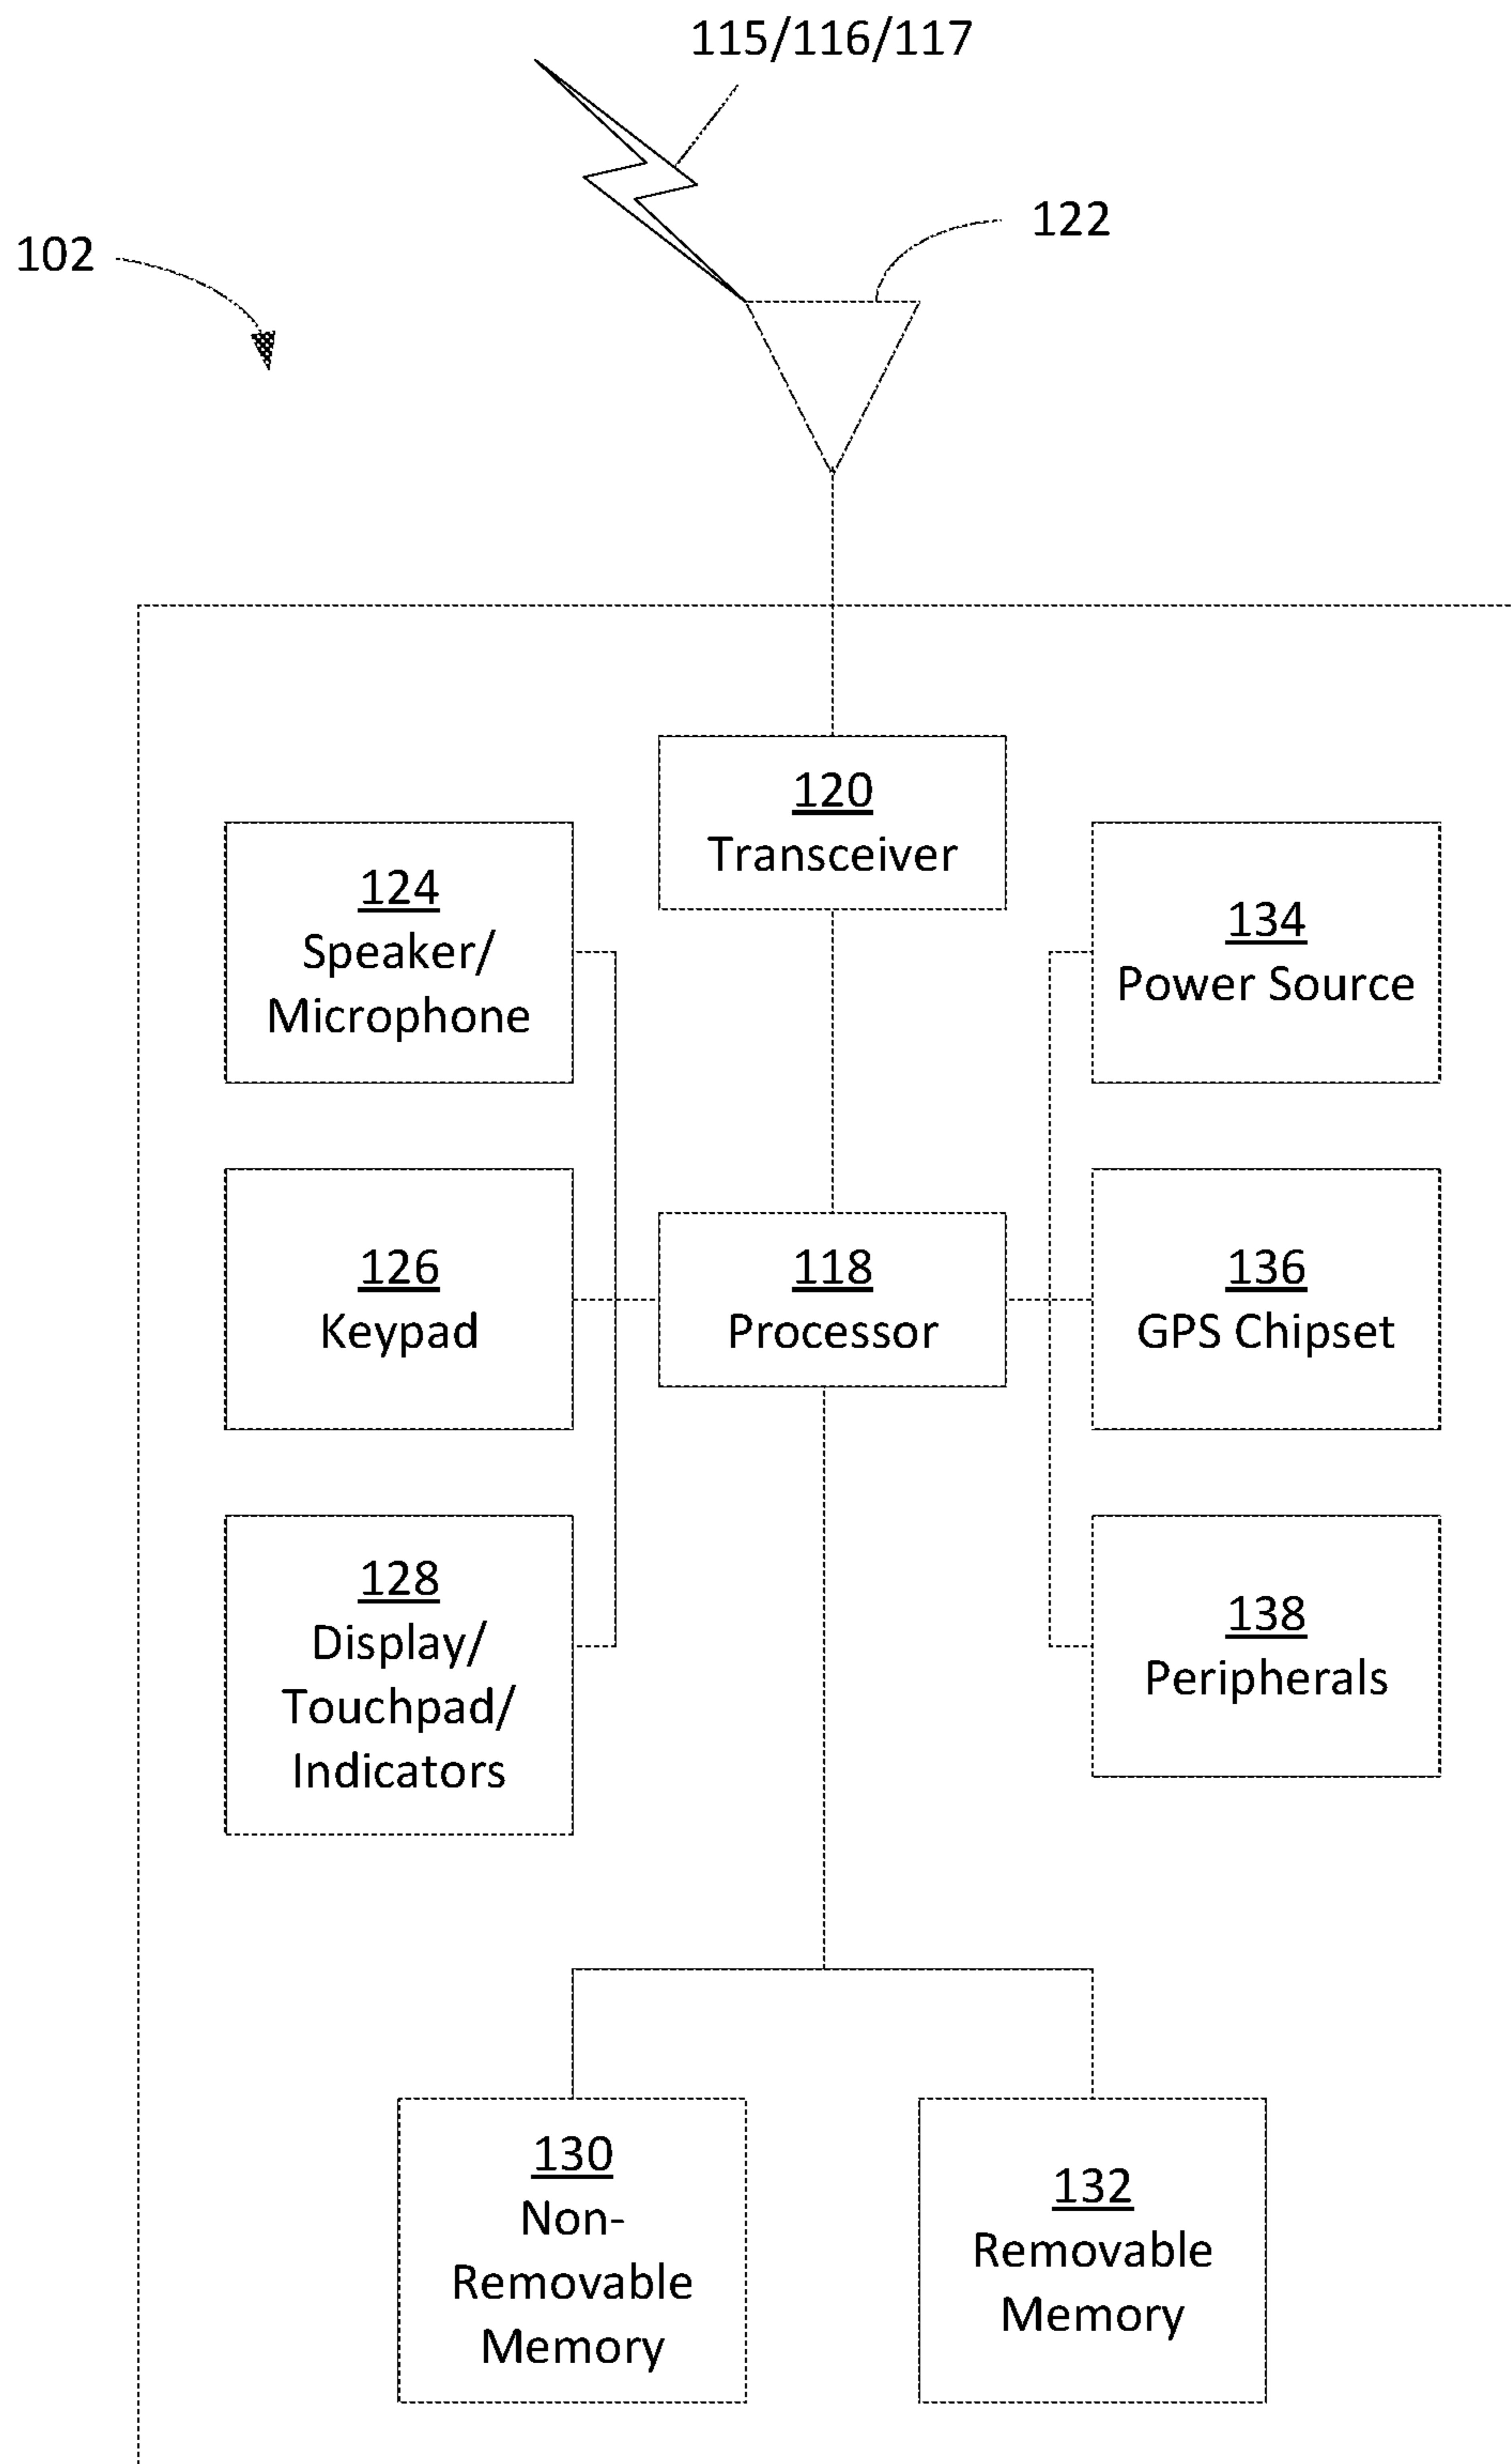 115/116/117
122
102
120
Transceiver
124
Speaker/
Microphone
134
Power Source
126
Keypad
118
Processor
136
GPS Chipset
128
Display/
Touchpad/
Indicators
138
Peripherals
130
Non-
Removable
Memory
132
Removable
Memory